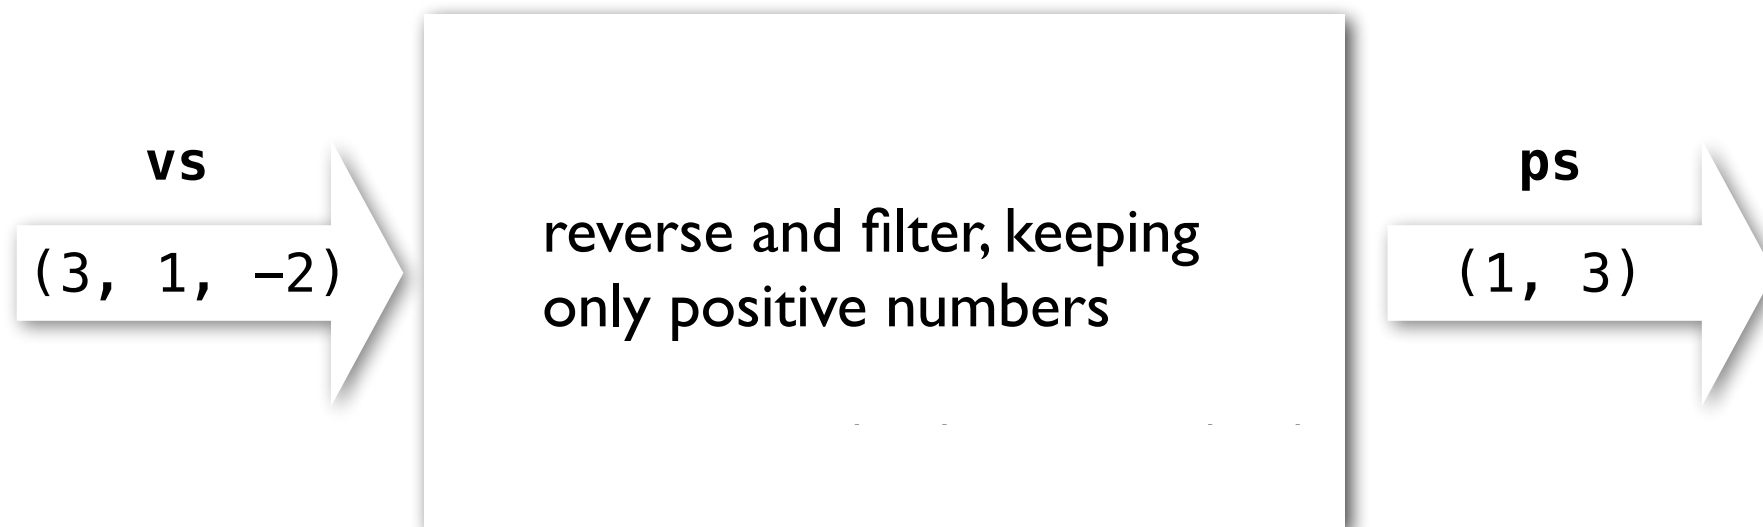 vs
(3, 1, −2)
reverse and filter, keeping
only positive numbers
ps
(1, 3)